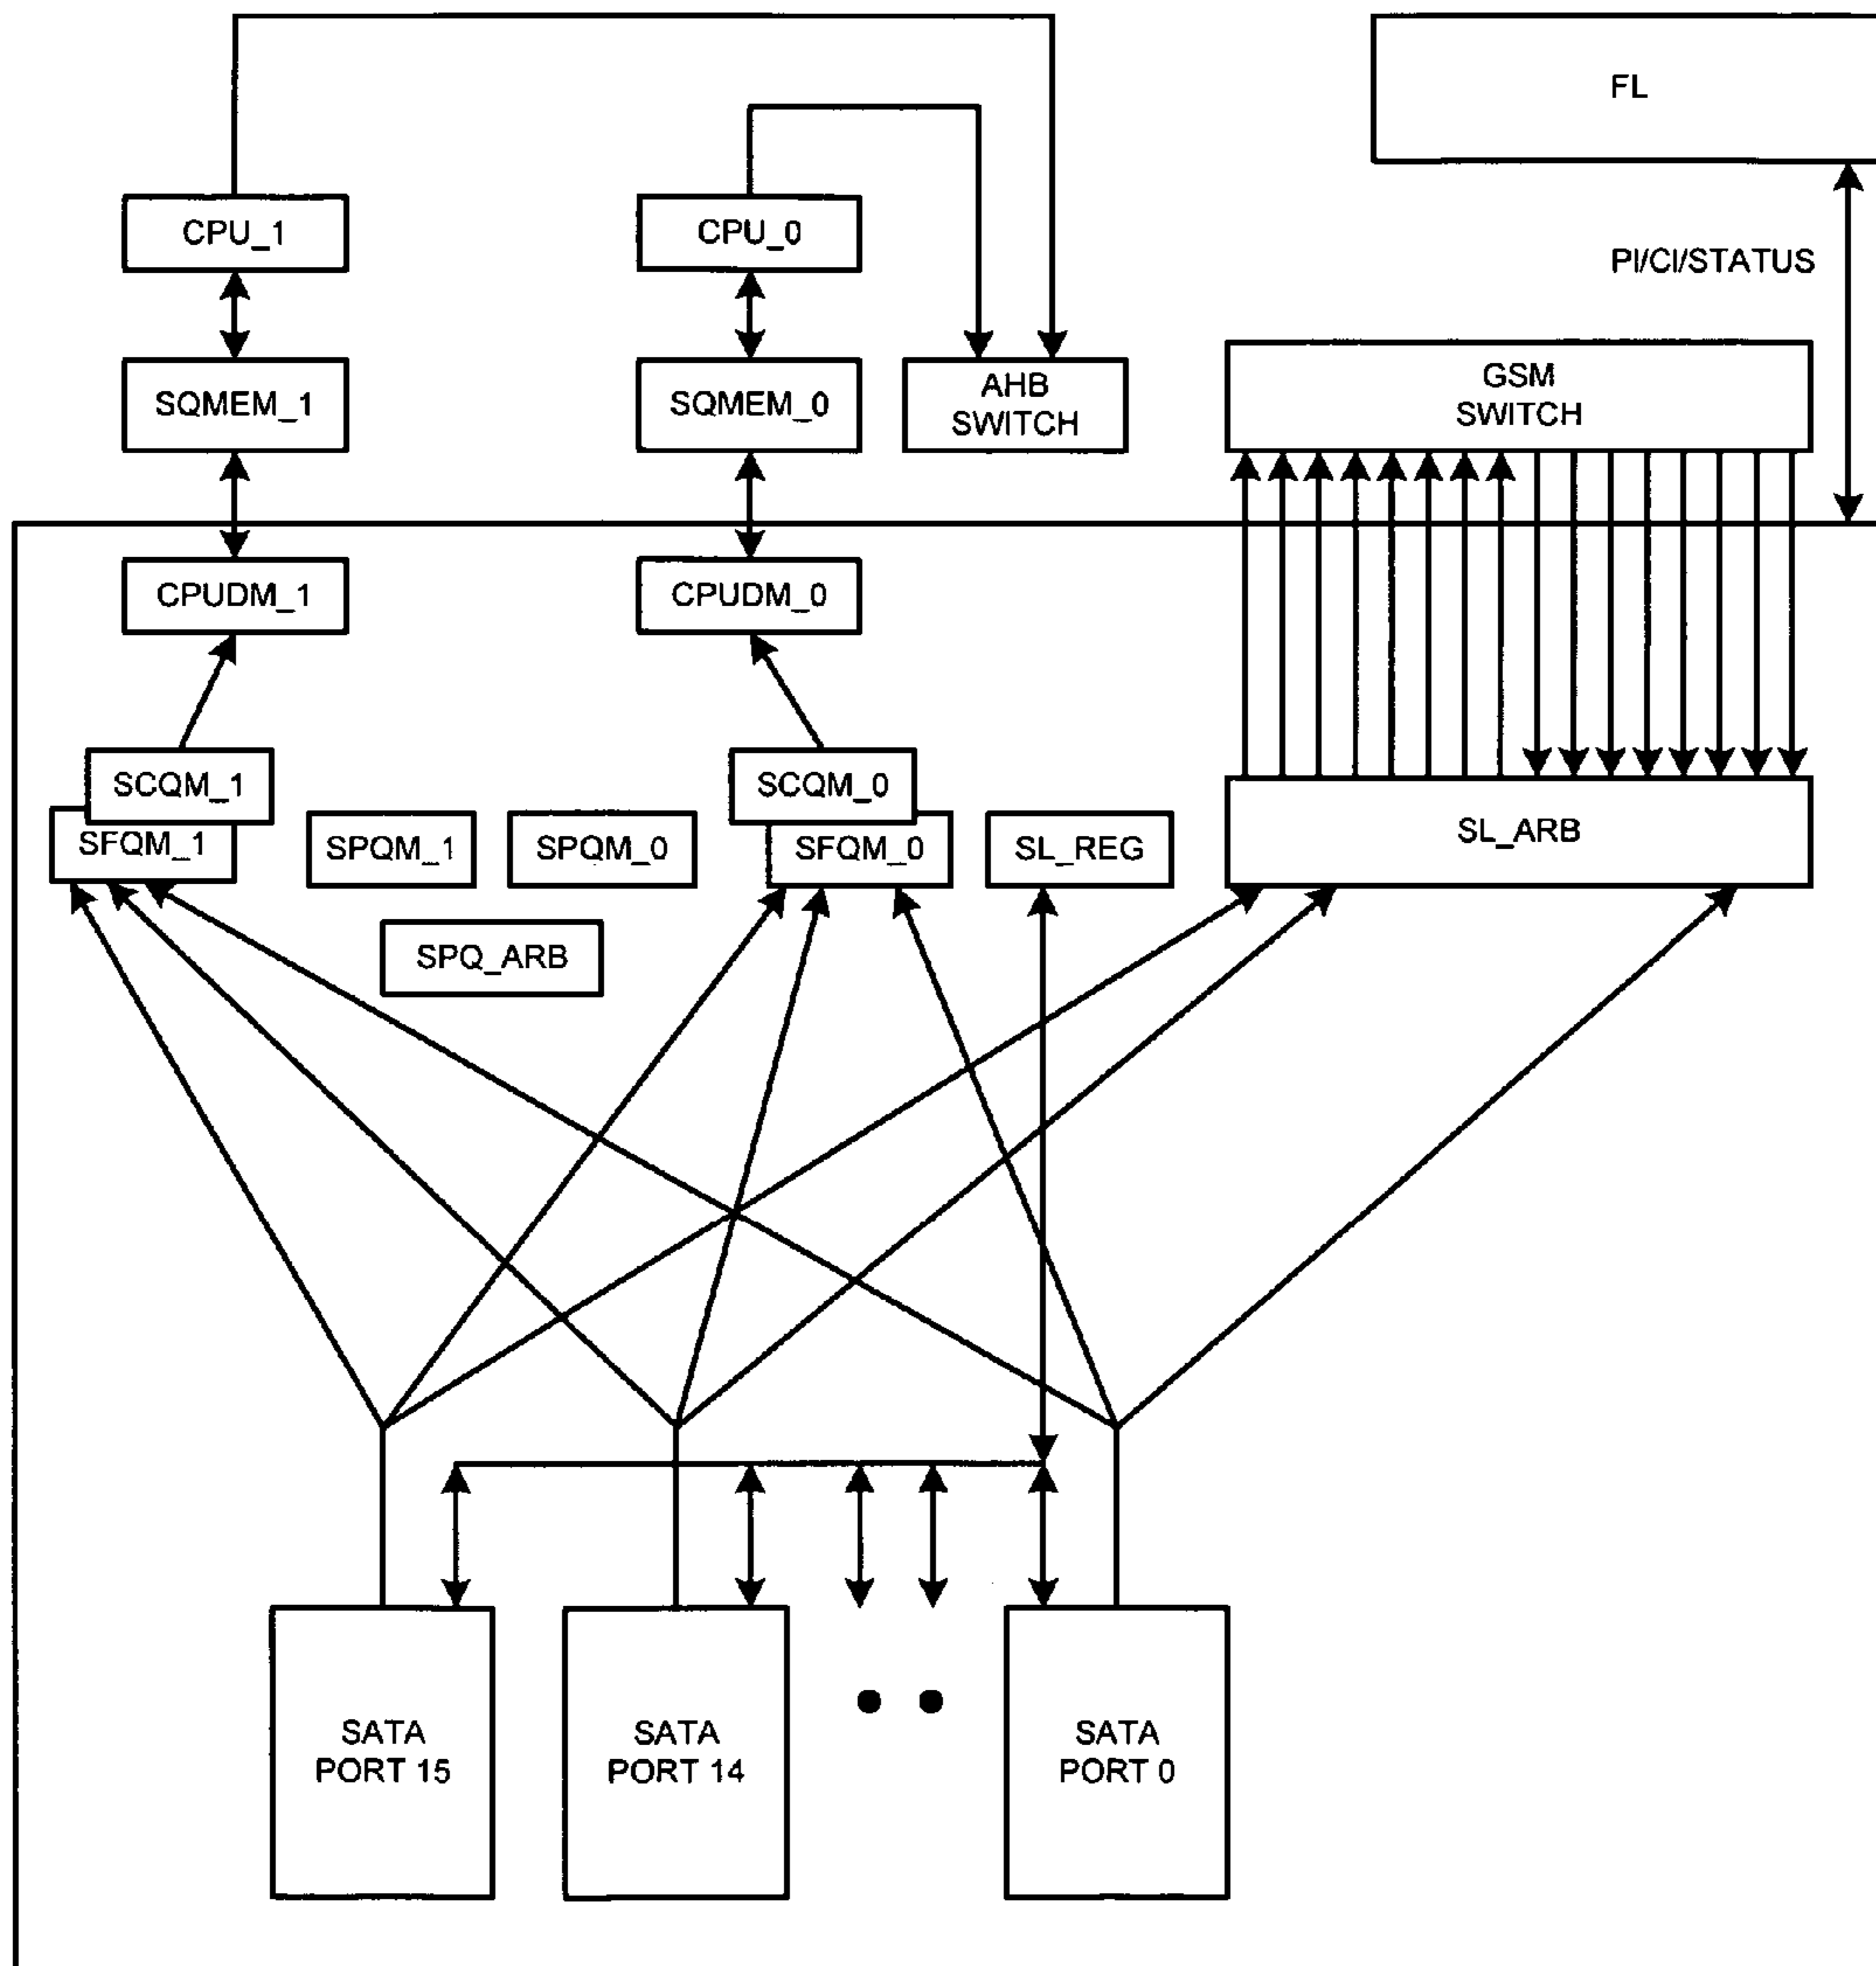 FL
CPU_1
CPU_0
PI/CI/STATUS
SQMEM_1
SQMEM_0
AHB
SWITCH
GSM
SWITCH
CPUDM_1
CPUDM_0
SCQM_1
SCQM_0
SFQM_1
SPQM_1
SPQM_0
SFQM_0
SL_REG
SL_ARB
SPQ_ARB
SATA
PORT 15
SATA
PORT 14
SATA
PORT 0